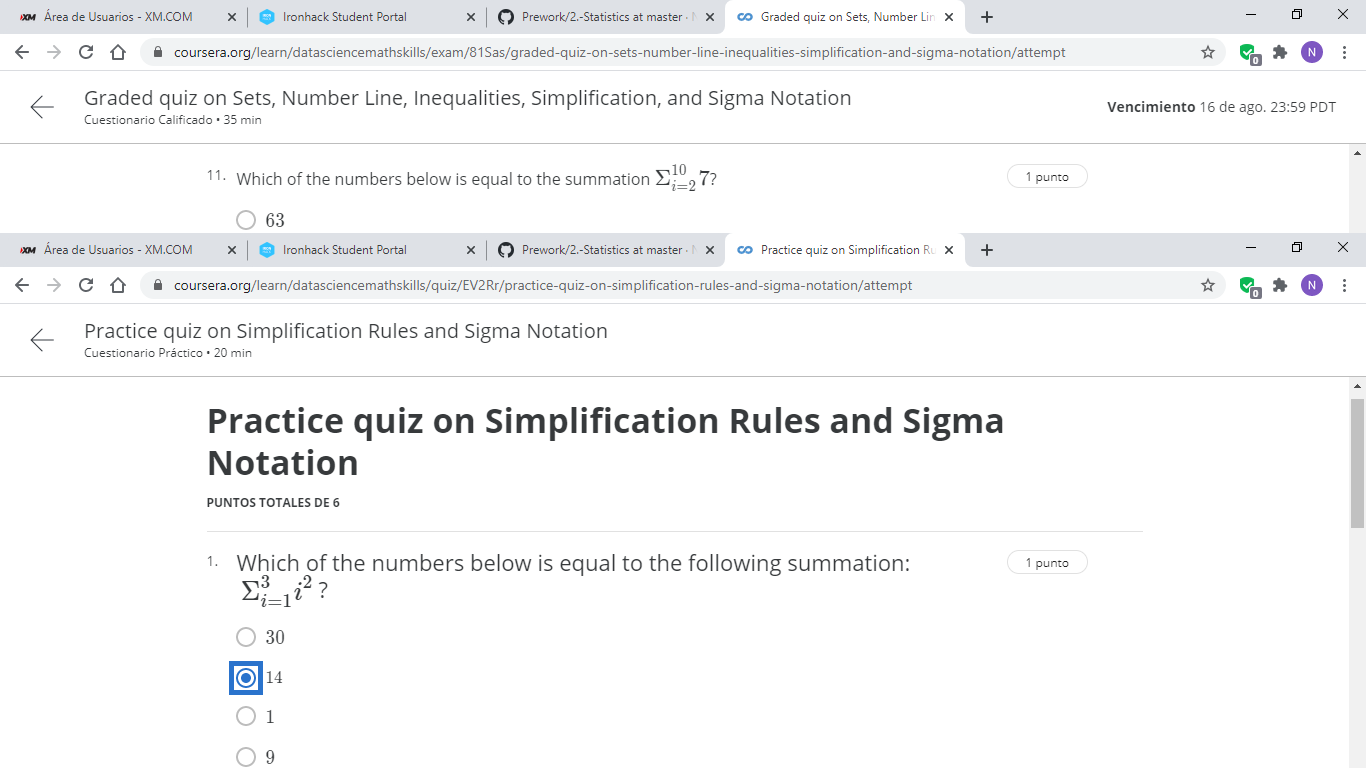 XM Área de Usuarios - XM.COM
Ironhack Student Portal
Prework/2.-Statistics at master ·
Graded quiz on Sets, Number Lin
coursera.org/learn/datasciencemathskills/exam/81Sas/graded-quiz-on-sets-number-line-inequalities-simplification-and-sigma-notation/attempt
0
N
Graded quiz on Sets, Number Line, Inequalities, Simplification, and Sigma Notation
Cuestionario Calificado • 35 min
Vencimiento 16 de ago. 23:59 PDT
11. Which of the numbers below is equal to the summation Σ_{i=2}^{10} 7?
1 punto
63
XM Área de Usuarios - XM.COM
Ironhack Student Portal
Prework/2.-Statistics at master ·
Practice quiz on Simplification Ru
coursera.org/learn/datasciencemathskills/quiz/EV2Rr/practice-quiz-on-simplification-rules-and-sigma-notation/attempt
0
N
Practice quiz on Simplification Rules and Sigma Notation
Cuestionario Práctico • 20 min
Practice quiz on Simplification Rules and Sigma
Notation
PUNTOS TOTALES DE 6
1. Which of the numbers below is equal to the following summation:
1 punto
Σ_{i=1}^{3} i^2 ?
30
14
1
9